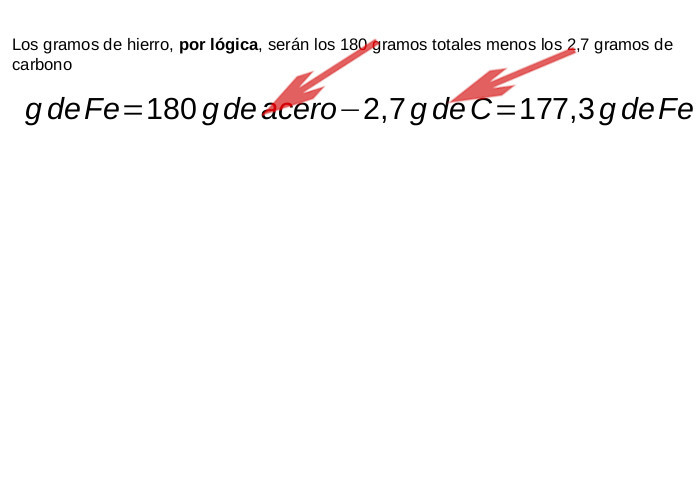 Los gramos de hierro, por lógica, serán los 180 gramos totales menos los 2,7 gramos de
carbono
g de Fe=180 g de acero−2,7 g de C=177,3 g de Fe